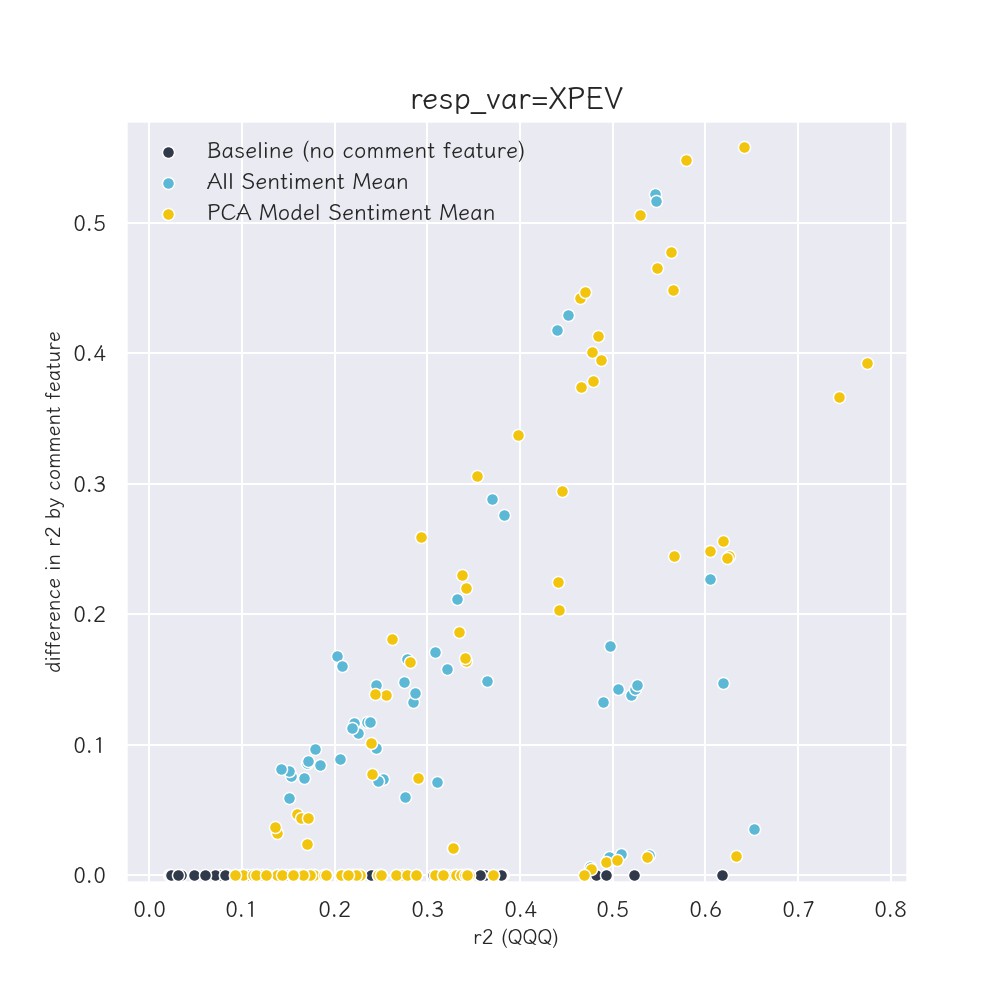 resp_var=XPEV
Baseline (no comment feature)
All Sentiment Mean
PCA Model Sentiment Mean
difference in r2 by comment feature
0.5
0.4
0.3
0.2
0.1
0.0
0.0 0.1 0.2 0.3 0.4 0.5 0.6 0.7 0.8
r2 (QQQ)